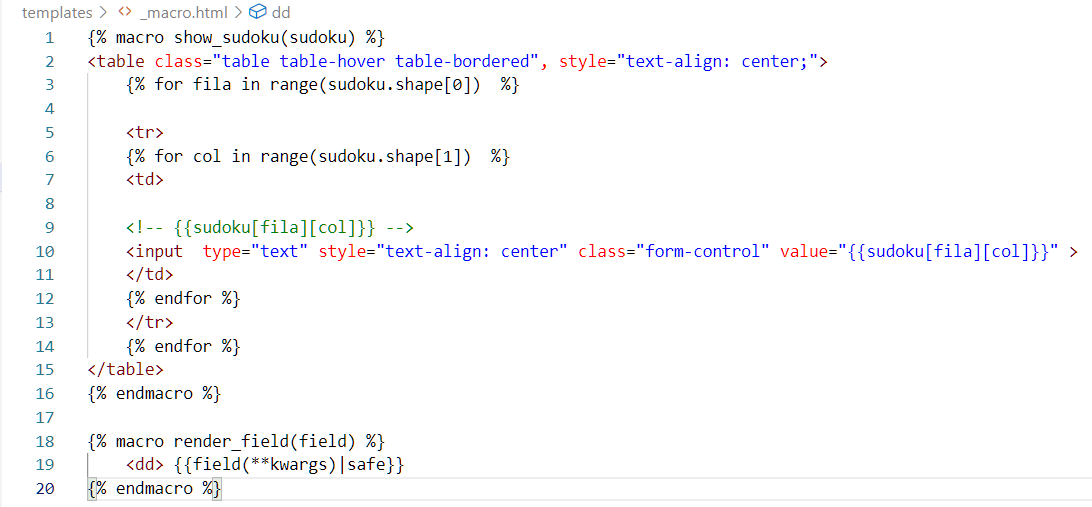 templates > <> _macro.html > dd
1 {% macro show_sudoku(sudoku) %}
2 <table class="table table-hover table-bordered", style="text-align: center;">
3     {% for fila in range(sudoku.shape[0])  %}
4
5     <tr>
6     {% for col in range(sudoku.shape[1])  %}
7     <td>
8
9     <!-- {{sudoku[fila][col]}} -->
10     <input  type="text" style="text-align: center" class="form-control" value="{{sudoku[fila][col]}}" >
11     </td>
12     {% endfor %}
13     </tr>
14     {% endfor %}
15 </table>
16 {% endmacro %}
17
18 {% macro render_field(field) %}
19     <dd> {{field(**kwargs)|safe}}
20 {% endmacro %}